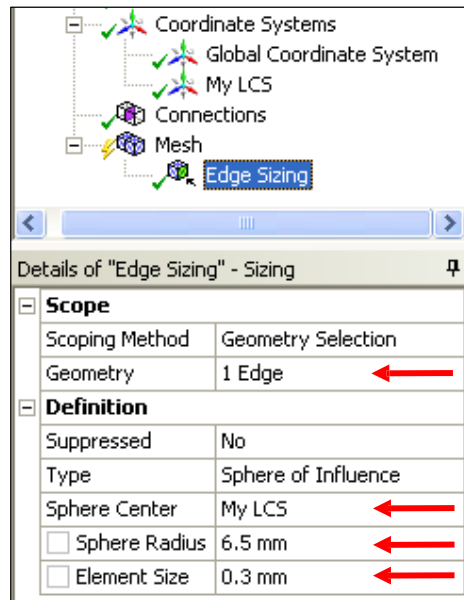 Coordinate Systems
Global Coordinate System
My LCS
Connections
Mesh
Edge Sizing
Details of "Edge Sizing" - Sizing
Scope
Scoping Method Geometry Selection
Geometry 1 Edge
Definition
Suppressed No
Type Sphere of Influence
Sphere Center My LCS
Sphere Radius 6.5 mm
Element Size 0.3 mm